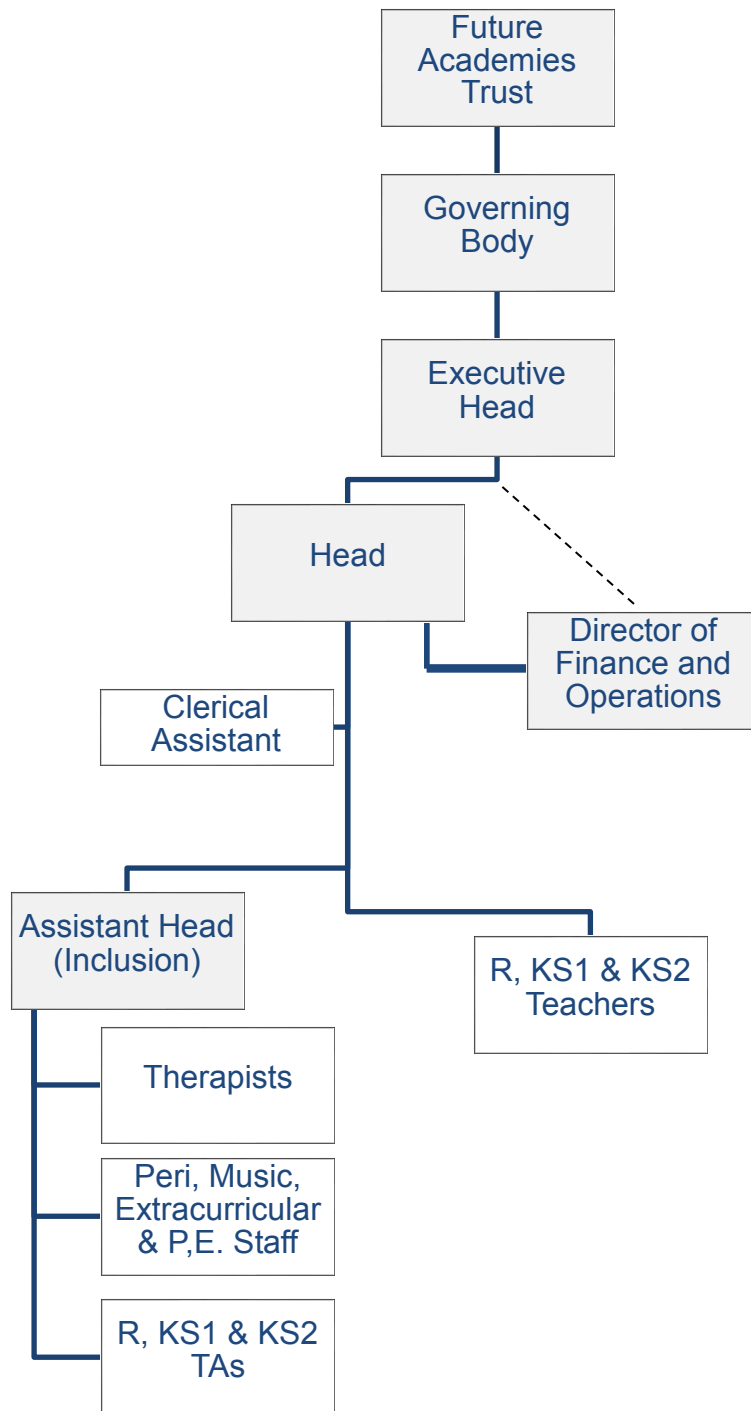 Future
Academies
Trust
Governing
Body
Executive
Head
Head
Director of
Finance and
Operations
Clerical
Assistant
Assistant Head
(Inclusion)
R, KS1 & KS2
Teachers
Therapists
Peri, Music,
Extracurricular
& P,E. Staff
R, KS1 & KS2
TAs